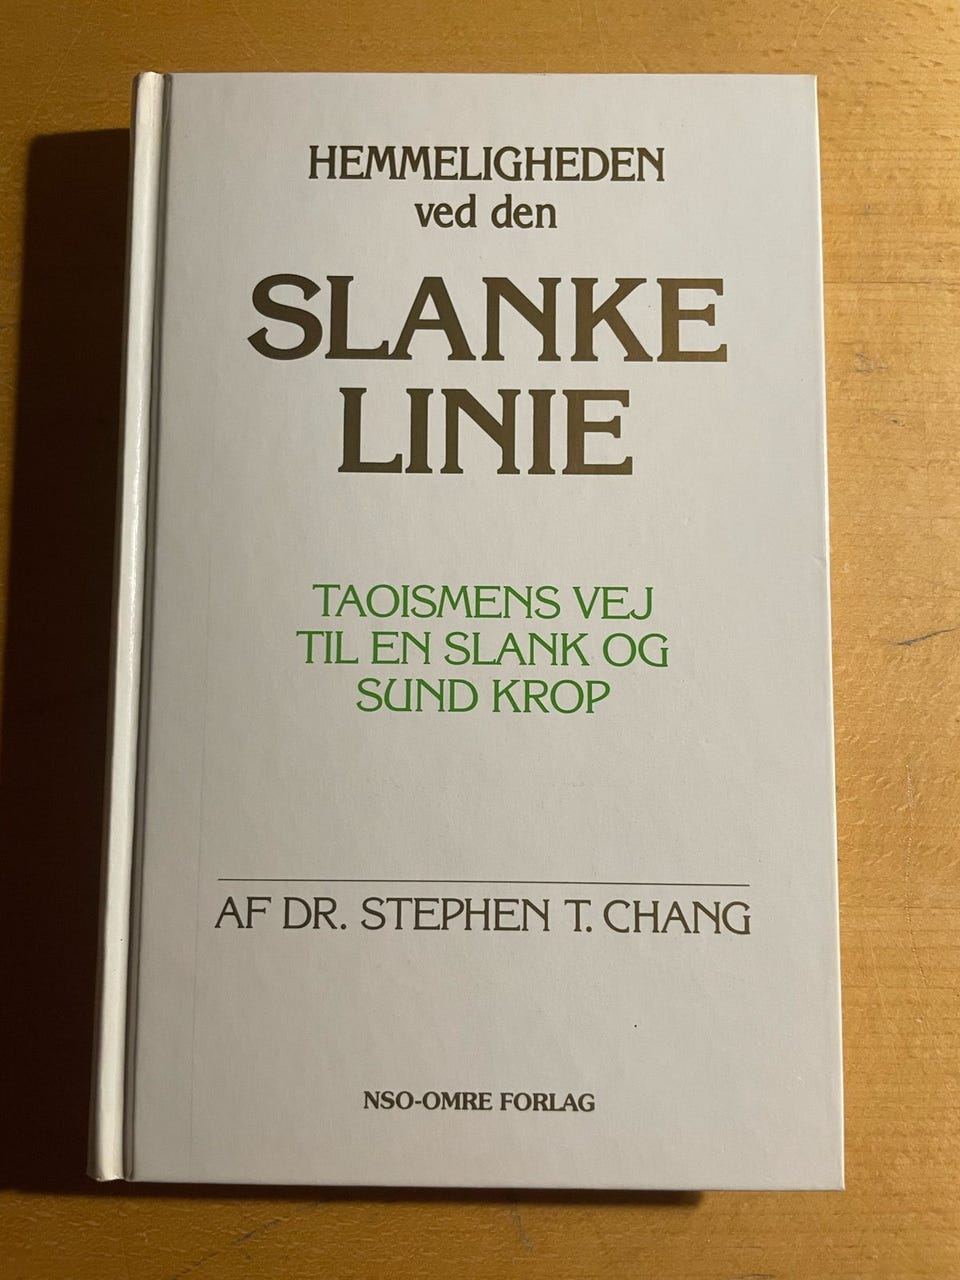 HEMMELIGHEDEN
ved den
SLANKE
LINIE
TAOISMENS VEJ
TIL EN SLANK OG
SUND KROP
AF DR. STEPHEN T. CHANG
NSO-OMRE FORLAG